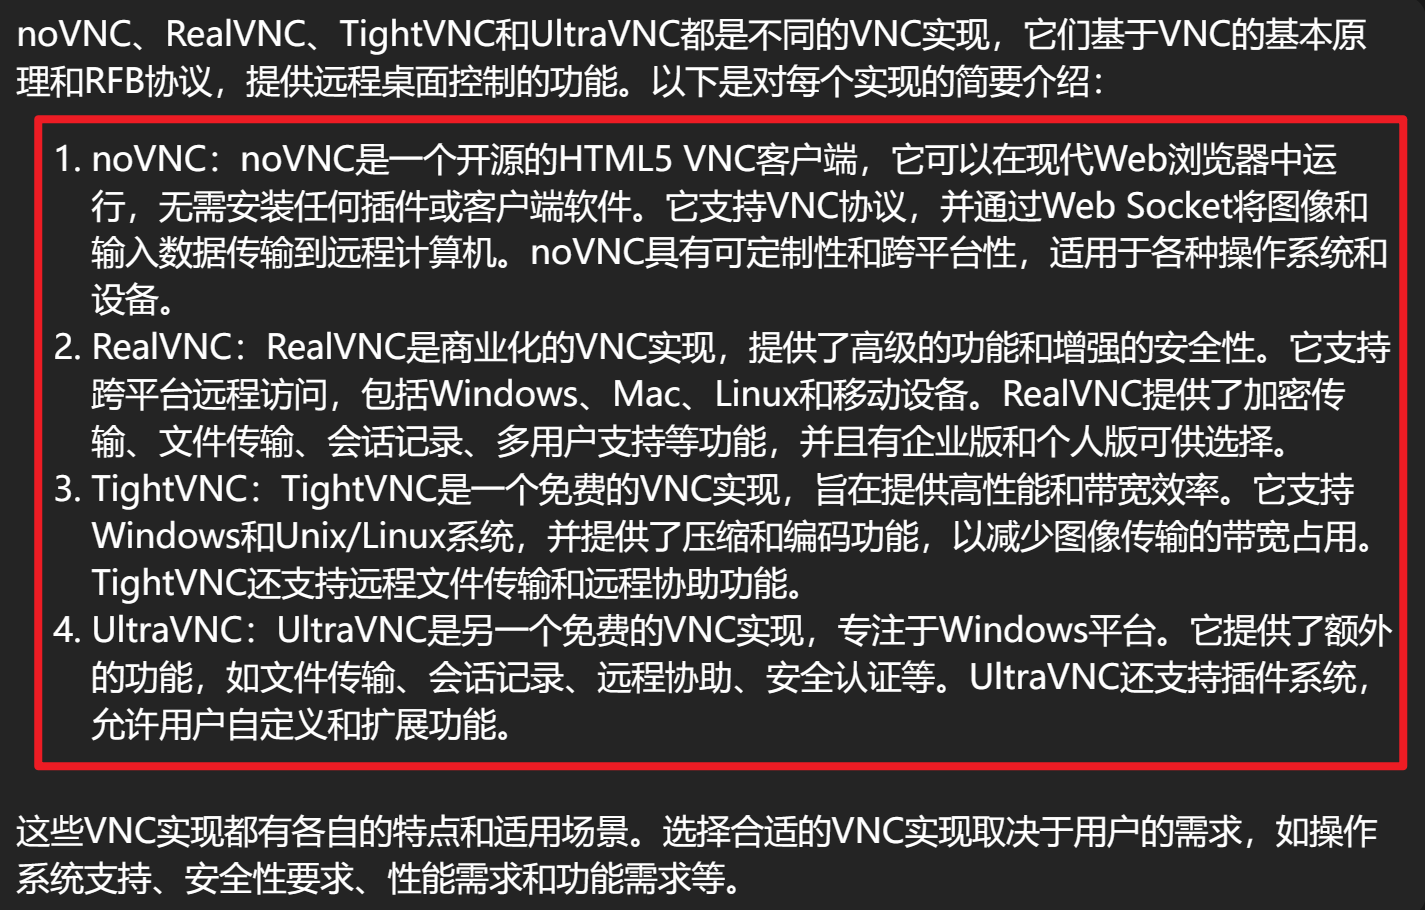 noVNC、RealVNC、TightVNC和UltraVNC都是不同的VNC实现，它们基于VNC的基本原
理和RFB协议，提供远程桌面控制的功能。以下是对每个实现的简要介绍：
1. noVNC：noVNC是一个开源的HTML5 VNC客户端，它可以在现代Web浏览器中运
行，无需安装任何插件或客户端软件。它支持VNC协议，并通过Web Socket将图像和
输入数据传输到远程计算机。noVNC具有可定制性和跨平台性，适用于各种操作系统和
设备。
2. RealVNC：RealVNC是商业化的VNC实现，提供了高级的功能和增强的安全性。它支持
跨平台远程访问，包括Windows、Mac、Linux和移动设备。RealVNC提供了加密传
输、文件传输、会话记录、多用户支持等功能，并且有企业版和个人版可供选择。
3. TightVNC：TightVNC是一个免费的VNC实现，旨在提供高性能和带宽效率。它支持
Windows和Unix/Linux系统，并提供了压缩和编码功能，以减少图像传输的带宽占用。
TightVNC还支持远程文件传输和远程协助功能。
4. UltraVNC：UltraVNC是另一个免费的VNC实现，专注于Windows平台。它提供了额外
的功能，如文件传输、会话记录、远程协助、安全认证等。UltraVNC还支持插件系统，
允许用户自定义和扩展功能。
这些VNC实现都有各自的特点和适用场景。选择合适的VNC实现取决于用户的需求，如操作
系统支持、安全性要求、性能需求和功能需求等。